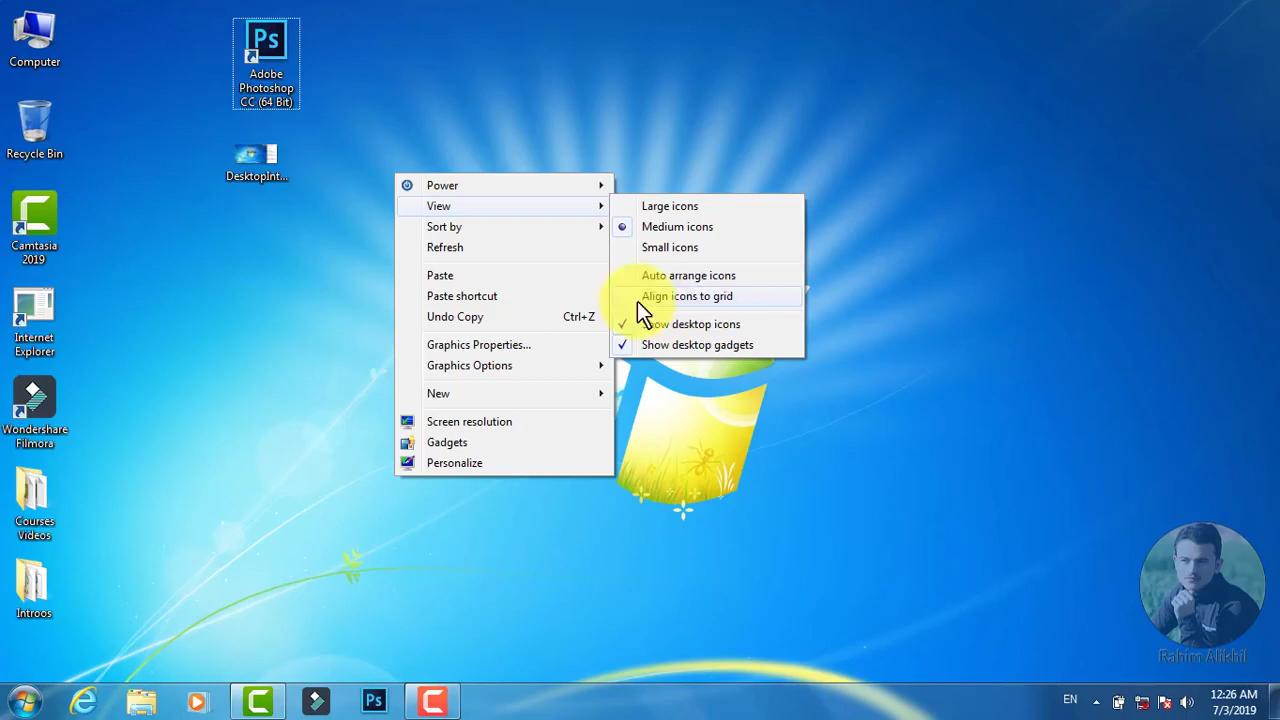 Computer
Recycle Bin
Camtasia
2019
Internet
Explorer
Wondershare
Filmora
Courses
Videos
Introos
Ps
Adobe
Photoshop
CC (64 Bit)
DesktopInt...
Power
View
Sort by
Refresh
Paste
Paste shortcut
Undo Copy Ctrl+Z
Graphics Properties...
Graphics Options
New
Screen resolution
Gadgets
Personalize
Large icons
Medium icons
Small icons
Auto arrange icons
Align icons to grid
Show desktop icons
Show desktop gadgets
Rahim Alikhil
Ps
EN
12:26 AM
7/3/2019